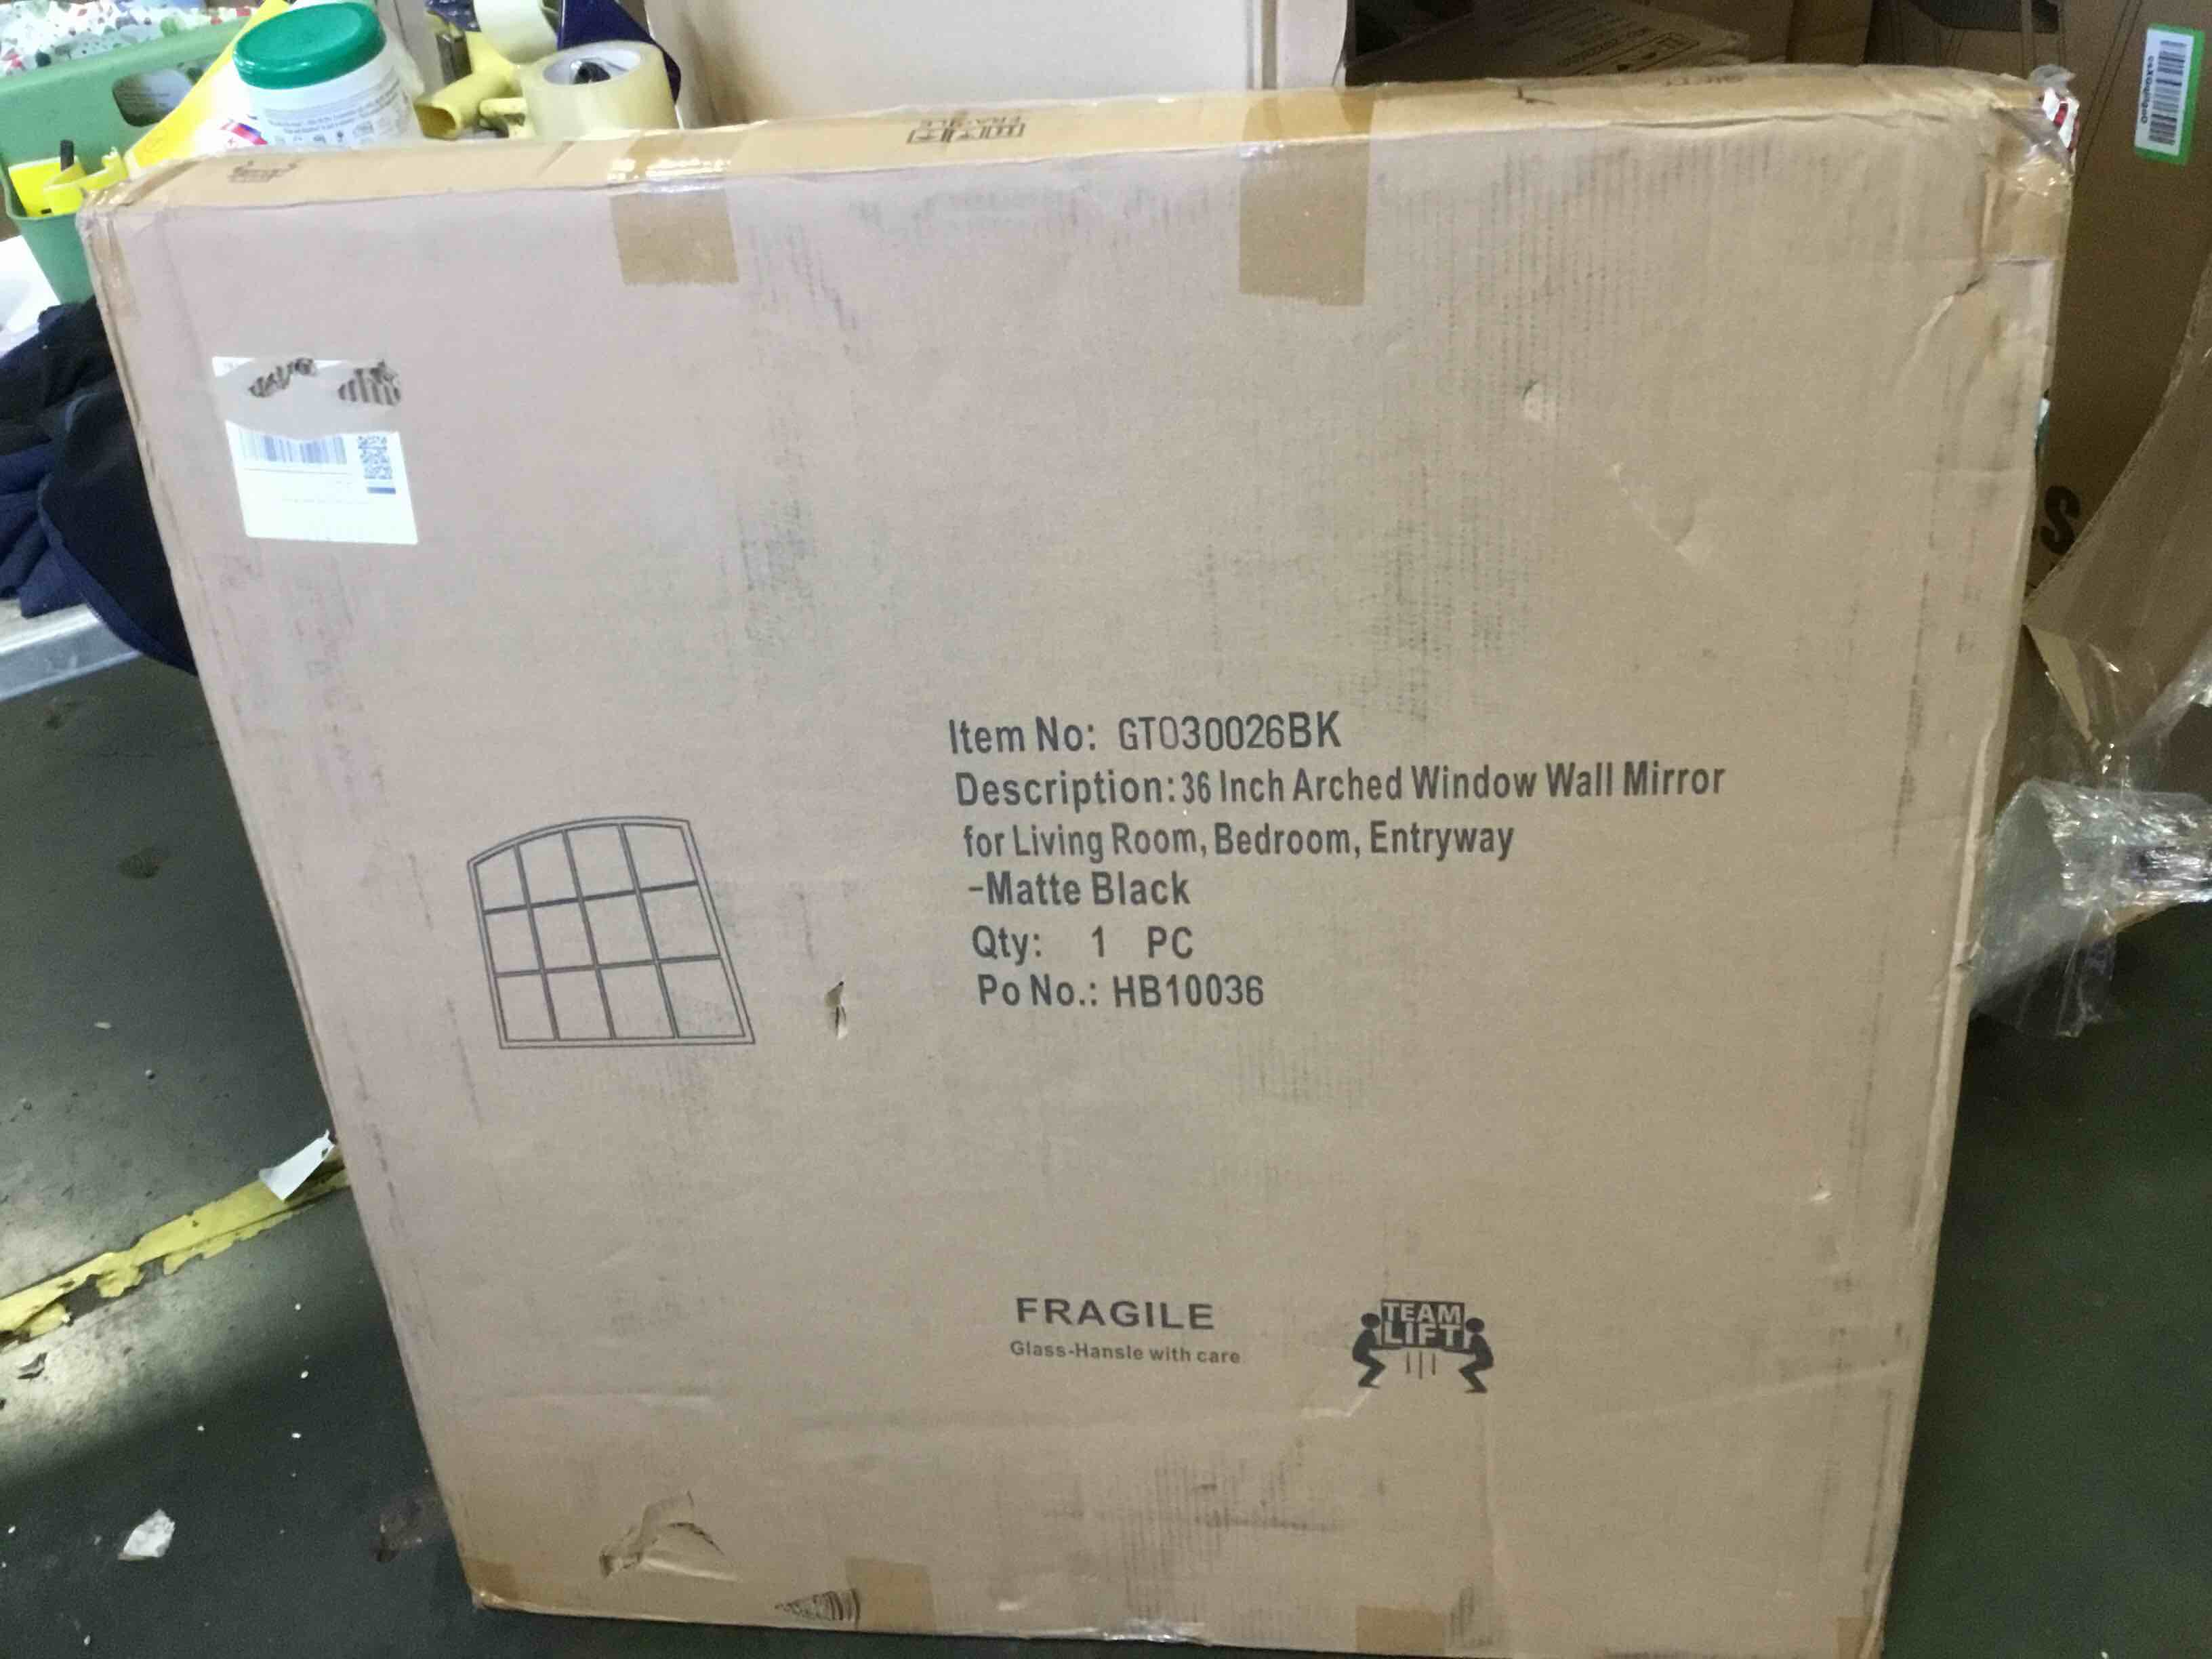 FRAGILE
Item No: GT030026BK
Description:36 Inch Arched Window Wall Mirror
for Living Room, Bedroom, Entryway
-Matte Black
Qty: 1 PC
Po No.: HB10036
FRAGILE
Glass-Hansle with care
TEAM
LIFT
S